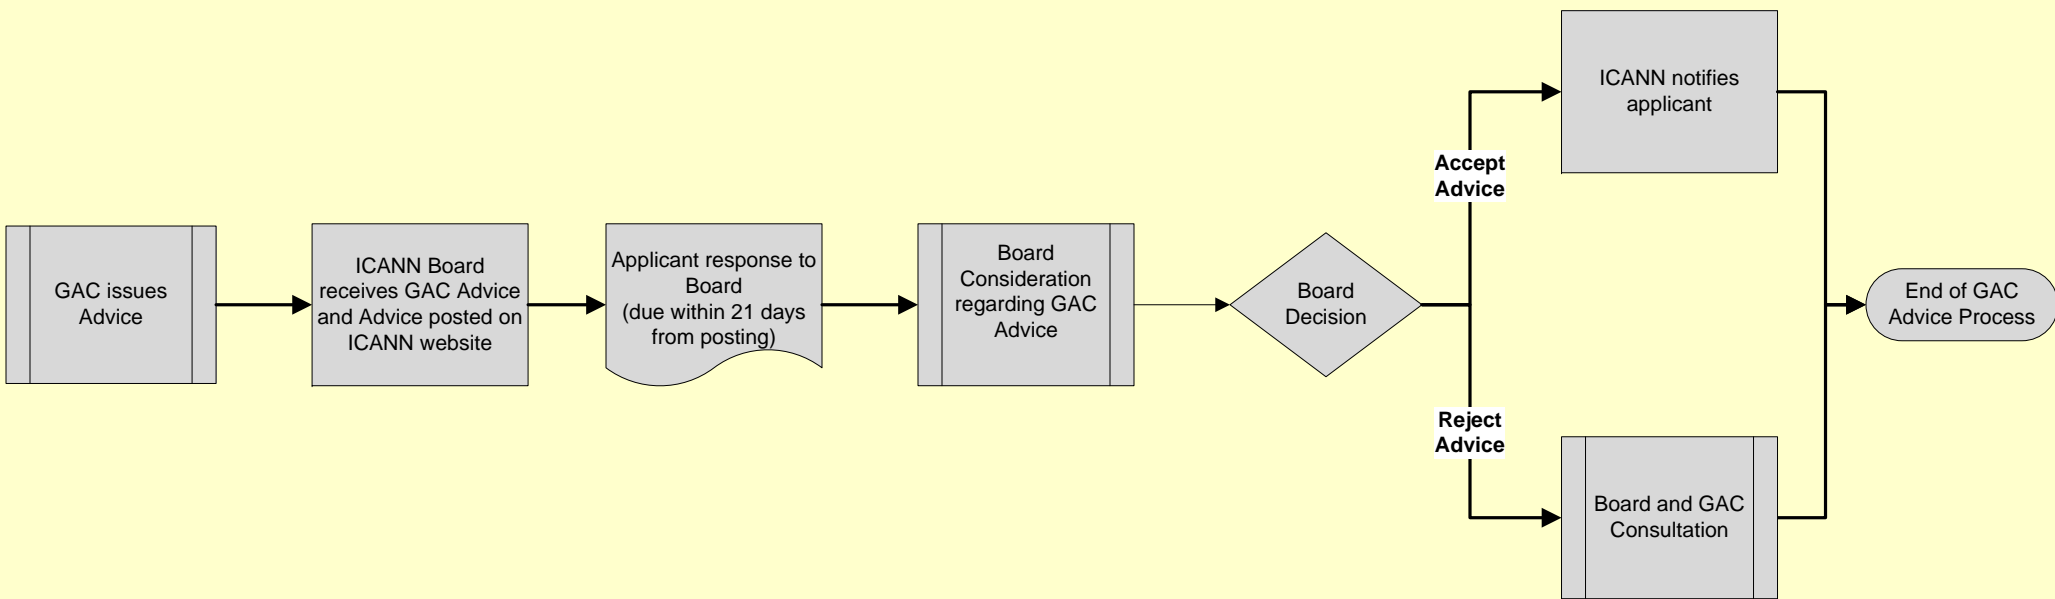 GAC issues
Advice
ICANN Board
receives GAC Advice
and Advice posted on
ICANN website
Applicant response to
Board
(due within 21 days
from posting)
Board
Consideration
regarding GAC
Advice
Board
Decision
Accept
Advice
ICANN notifies
applicant
Reject
Advice
Board and GAC
Consultation
End of GAC
Advice Process